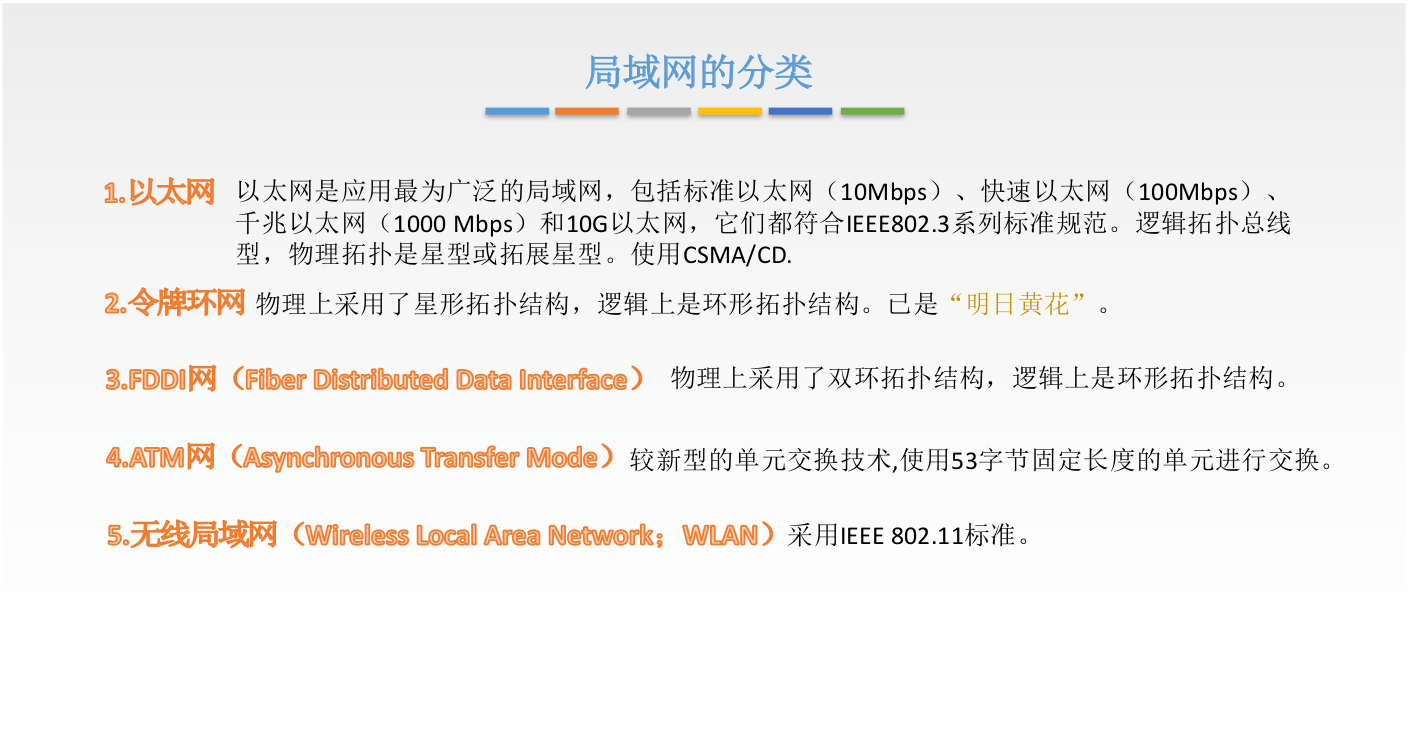 局域网的分类
1.以太网 以太网是应用最为广泛的局域网，包括标准以太网（10Mbps）、快速以太网（100Mbps）、
千兆以太网（1000 Mbps）和10G以太网，它们都符合IEEE802.3系列标准规范。逻辑拓扑总线
型，物理拓扑是星型或拓展星型。使用CSMA/CD.
2.令牌环网 物理上采用了星形拓扑结构，逻辑上是环形拓扑结构。已是“明日黄花”。
3.FDDI网（Fiber Distributed Data Interface） 物理上采用了双环拓扑结构，逻辑上是环形拓扑结构。
4.ATM网（Asynchronous Transfer Mode）较新型的单元交换技术,使用53字节固定长度的单元进行交换。
5.无线局域网（Wireless Local Area Network；WLAN）采用IEEE 802.11标准。